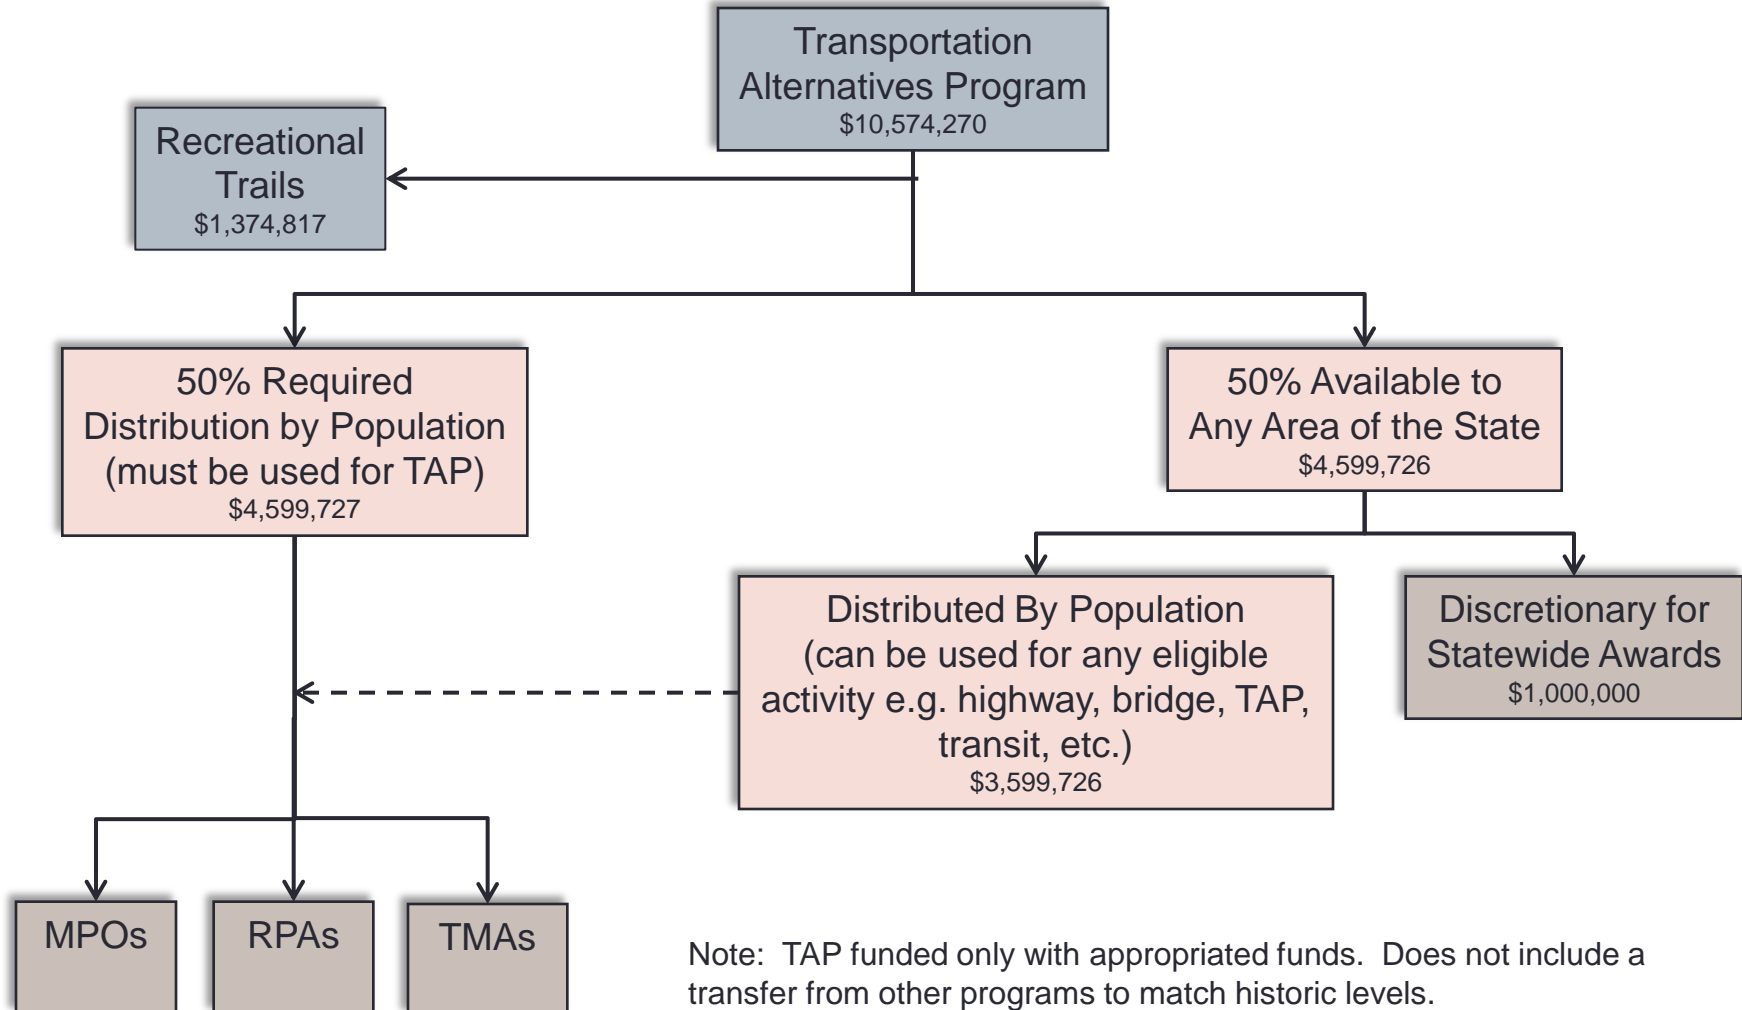 Transportation
Alternatives Program
$10,574,270
Recreational
Trails
$1,374,817
50% Required
Distribution by Population
(must be used for TAP)
$4,599,727
50% Available to
Any Area of the State
$4,599,726
Distributed By Population
(can be used for any eligible
activity e.g. highway, bridge, TAP,
transit, etc.)
$3,599,726
Discretionary for
Statewide Awards
$1,000,000
MPOs
RPAs
TMAs
Note:  TAP funded only with appropriated funds.  Does not include a
transfer from other programs to match historic levels.